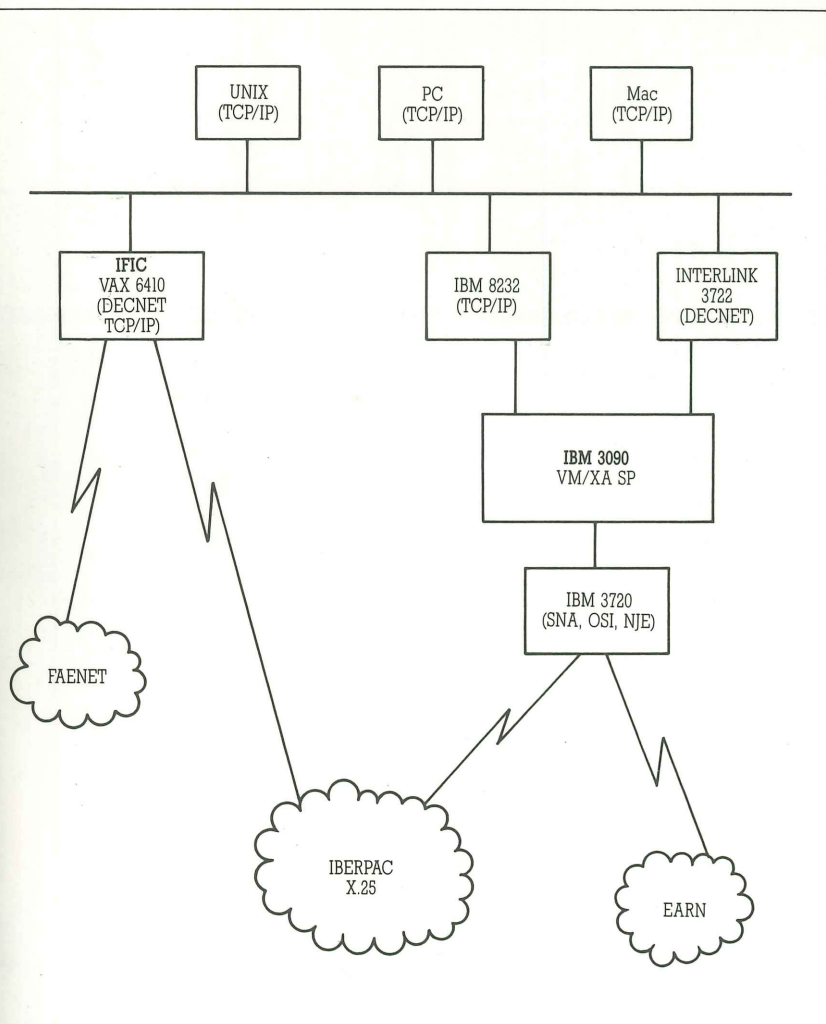 UNIX
(TCP/IP)
PC
(TCP/IP)
Mac
(TCP/IP)
IFIC
VAX 6410
(DECNET
TCP/IP)
IBM 8232
(TCP/IP)
INTERLINK
3722
(DECNET)
IBM 3090
VM/XA SP
IBM 3720
(SNA, OSI, NJE)
FAENET
IBERPAC
X.25
EARN